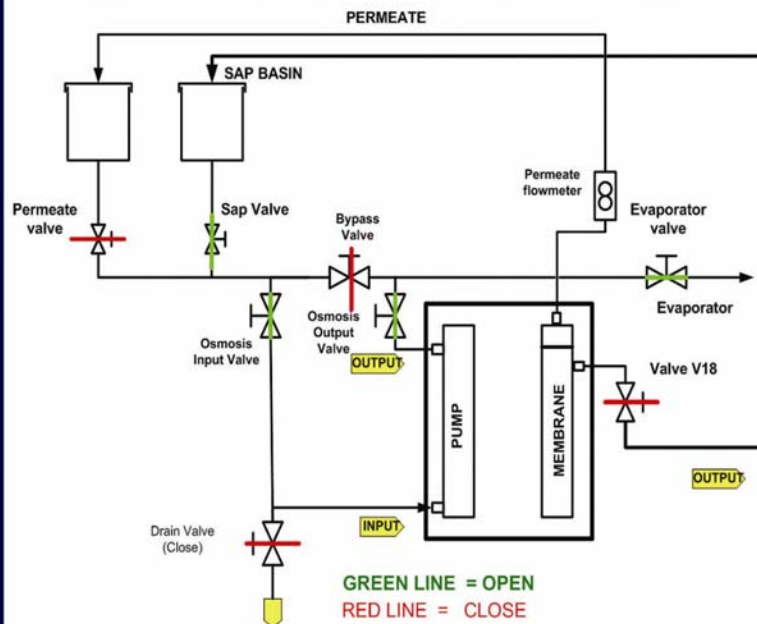 PERMEATE
SAP BASIN
Permeate
flowmeter
Permeate
valve
Sap Valve
Bypass
Valve
Evaporator
valve
Evaporator
Osmosis
Input Valve
Osmosis
Output
Valve
OUTPUT
Valve V18
PUMP
MEMBRANE
OUTPUT
INPUT
Drain Valve
(Close)
GREEN LINE = OPEN
RED LINE = CLOSE